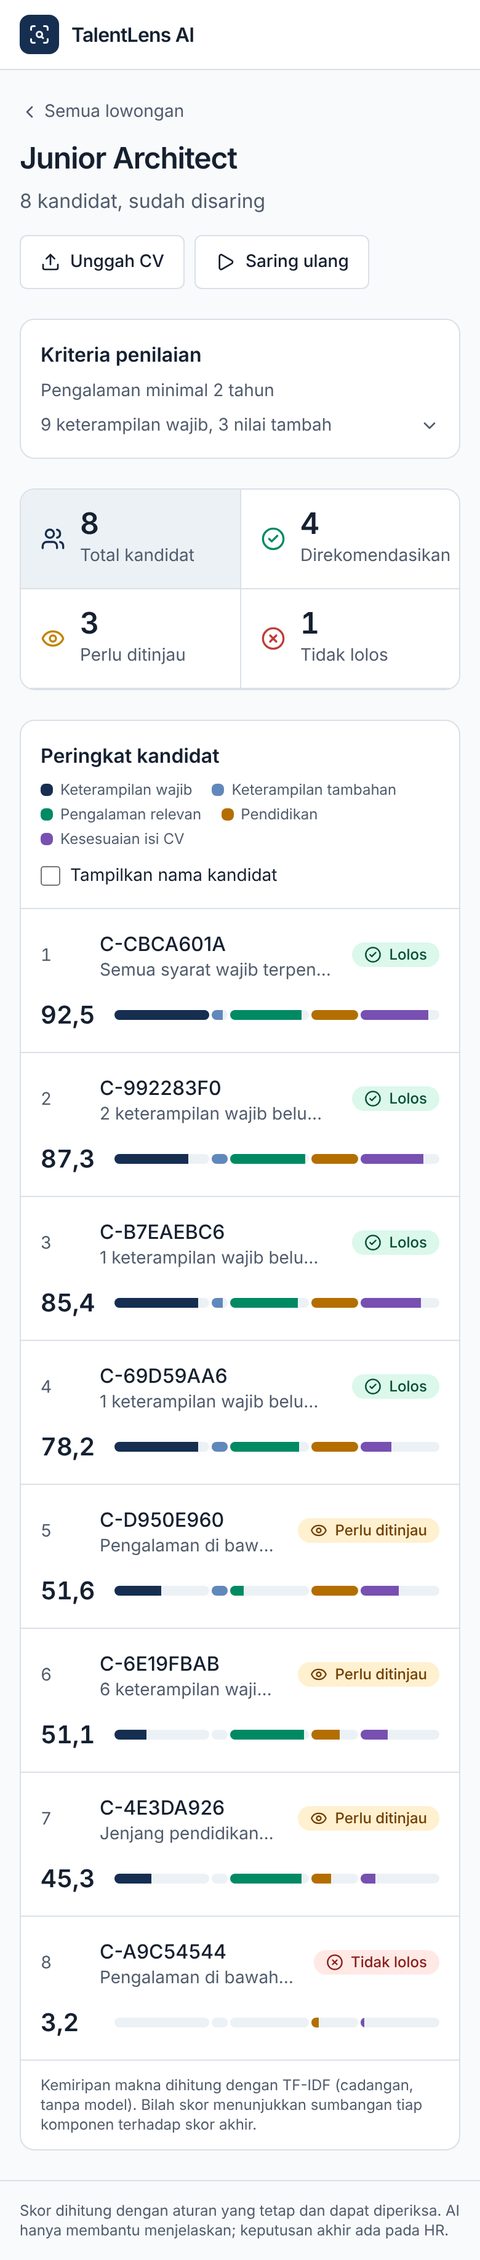 TalentLens AI
Semua lowongan
Junior Architect
8 kandidat, sudah disaring
Unggah CV
Saring ulang
Kriteria penilaian
Pengalaman minimal 2 tahun
9 keterampilan wajib, 3 nilai tambah
8
Total kandidat
4
Direkomendasikan
3
Perlu ditinjau
1
Tidak lolos
Peringkat kandidat
Keterampilan wajib
Keterampilan tambahan
Pengalaman relevan
Pendidikan
Kesesuaian isi CV
Tampilkan nama kandidat
1
C-CBCA601A
Semua syarat wajib terpen...
Lolos
92,5
2
C-992283F0
2 keterampilan wajib belu...
Lolos
87,3
3
C-B7EAEBC6
1 keterampilan wajib belu...
Lolos
85,4
4
C-69D59AA6
1 keterampilan wajib belu...
Lolos
78,2
5
C-D950E960
Pengalaman di baw...
Perlu ditinjau
51,6
6
C-6E19FBAB
6 keterampilan waji...
Perlu ditinjau
51,1
7
C-4E3DA926
Jenjang pendidikan...
Perlu ditinjau
45,3
8
C-A9C54544
Pengalaman di bawah...
Tidak lolos
3,2
Kemiripan makna dihitung dengan TF-IDF (cadangan,
tanpa model). Bilah skor menunjukkan sumbangan tiap
komponen terhadap skor akhir.
Skor dihitung dengan aturan yang tetap dan dapat diperiksa. AI
hanya membantu menjelaskan; keputusan akhir ada pada HR.